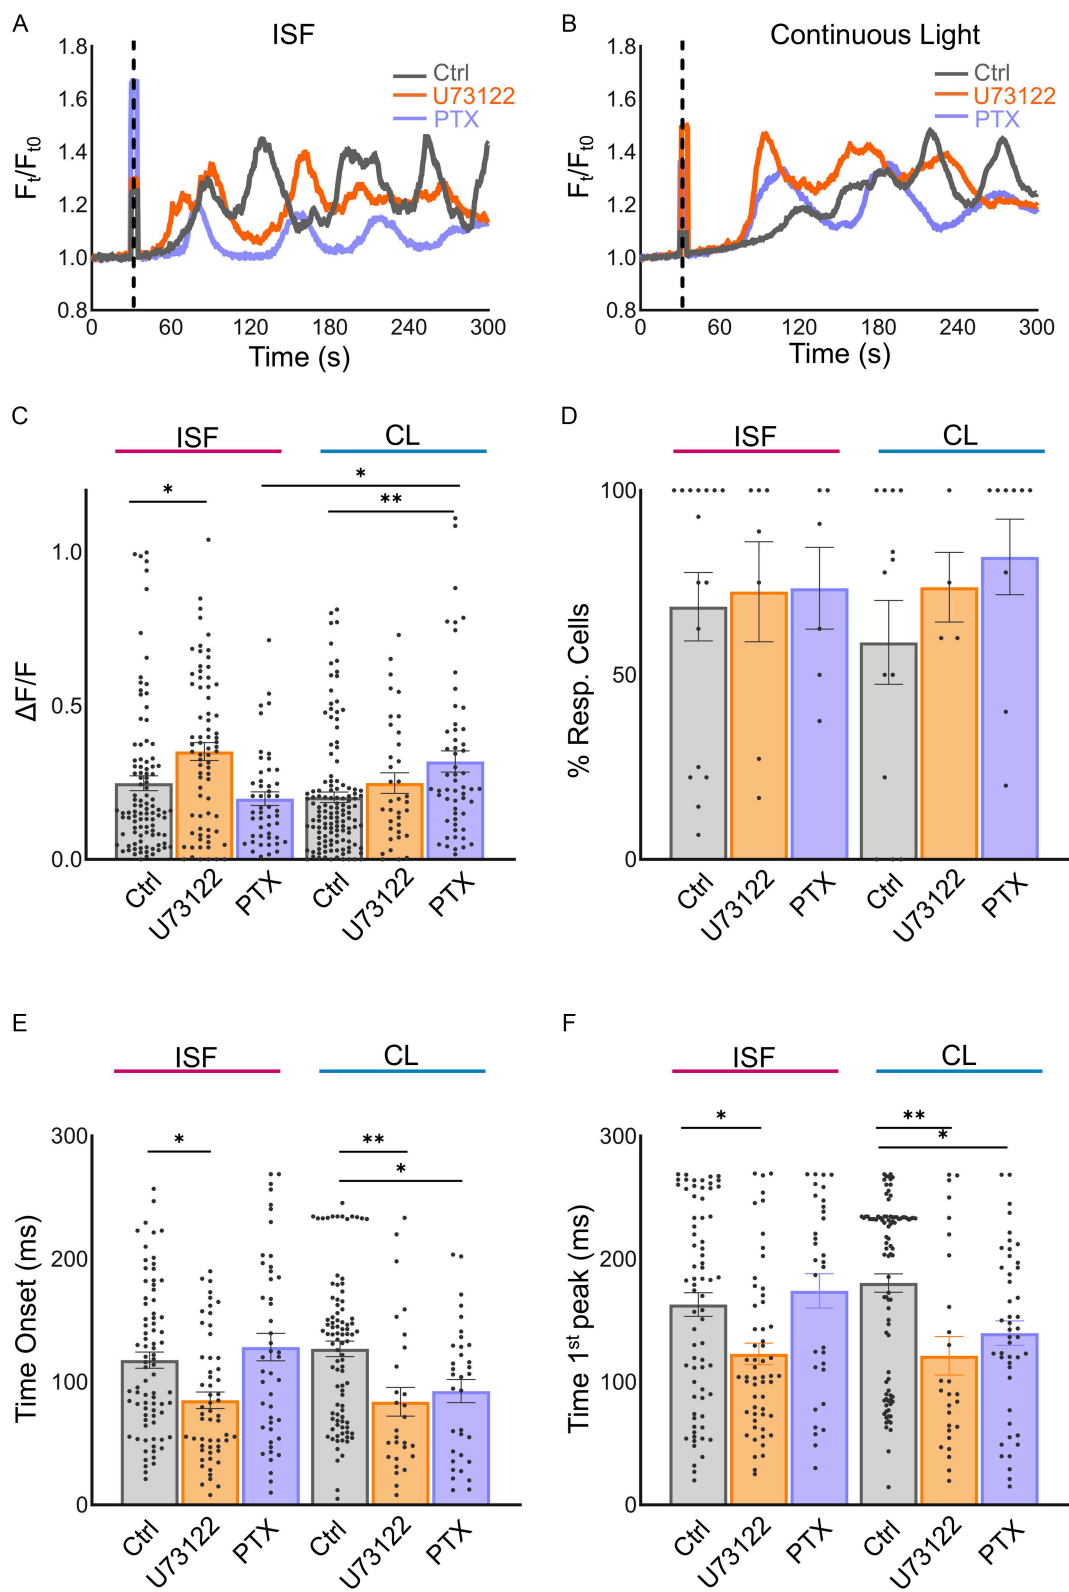 A
ISF
1.8
1.6
1.4
1.2
1.0
0.8
Ft/Ft0
Ctrl
U73122
PTX
0 60 120 180 240 300
Time (s)
B
Continuous Light
1.8
1.6
1.4
1.2
1.0
0.8
Ft/Ft0
Ctrl
U73122
PTX
0 60 120 180 240 300
Time (s)
C
ISF CL
* * **
1.0
0.5
0.0
ΔF/F
Ctrl U73122 PTX Ctrl U73122 PTX
D
ISF CL
100
50
0
% Resp. Cells
Ctrl U73122 PTX Ctrl U73122 PTX
E
ISF CL
* ** *
300
200
100
0
Time Onset (ms)
Ctrl U73122 PTX Ctrl U73122 PTX
F
ISF CL
* ** *
300
200
100
0
Time 1st peak (ms)
Ctrl U73122 PTX Ctrl U73122 PTX